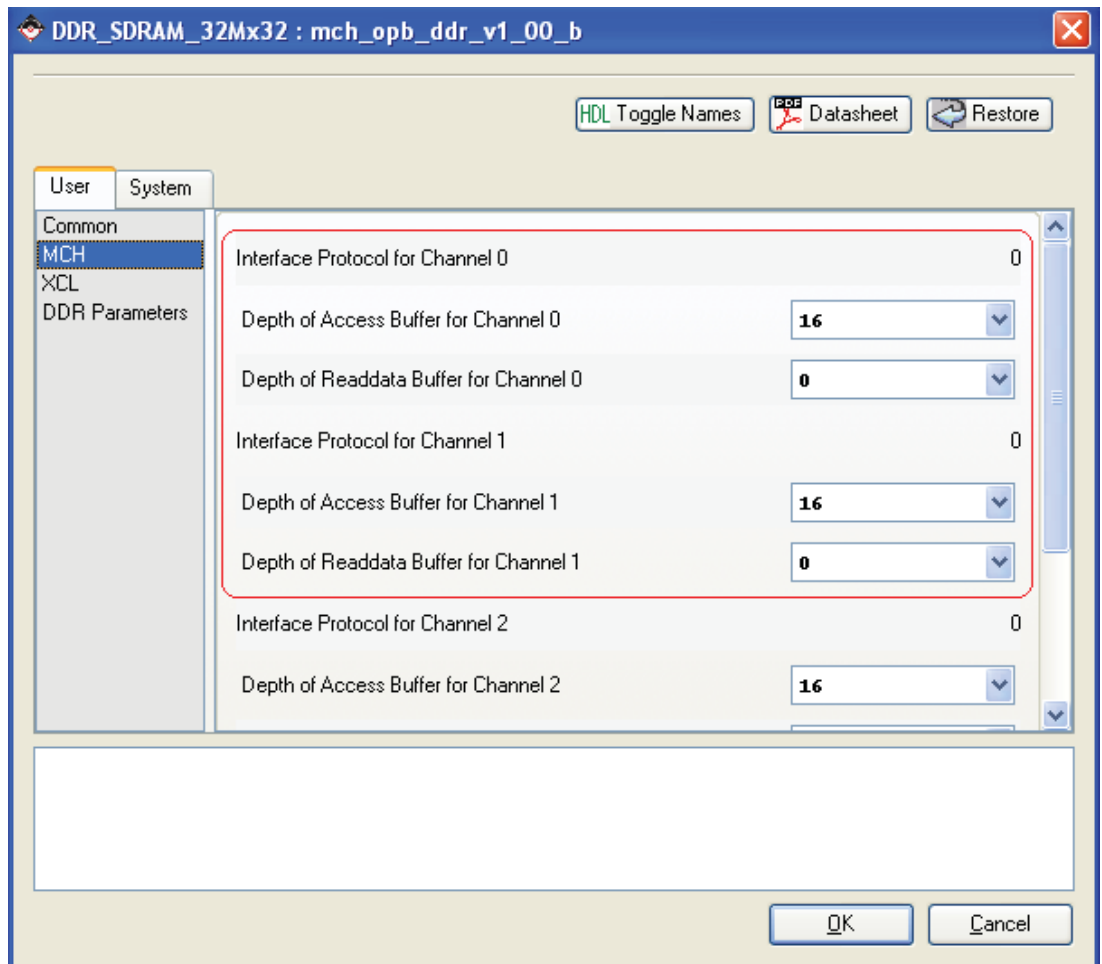 DDR_SDRAM_32Mx32 : mch_opb_ddr_v1_00_b
HDL Toggle Names PDF Datasheet Restore
User System
Common
MCH
XCL
DDR Parameters
Interface Protocol for Channel 0 0
Depth of Access Buffer for Channel 0 16
Depth of Readdata Buffer for Channel 0 0
Interface Protocol for Channel 1 0
Depth of Access Buffer for Channel 1 16
Depth of Readdata Buffer for Channel 1 0
Interface Protocol for Channel 2 0
Depth of Access Buffer for Channel 2 16
OK Cancel